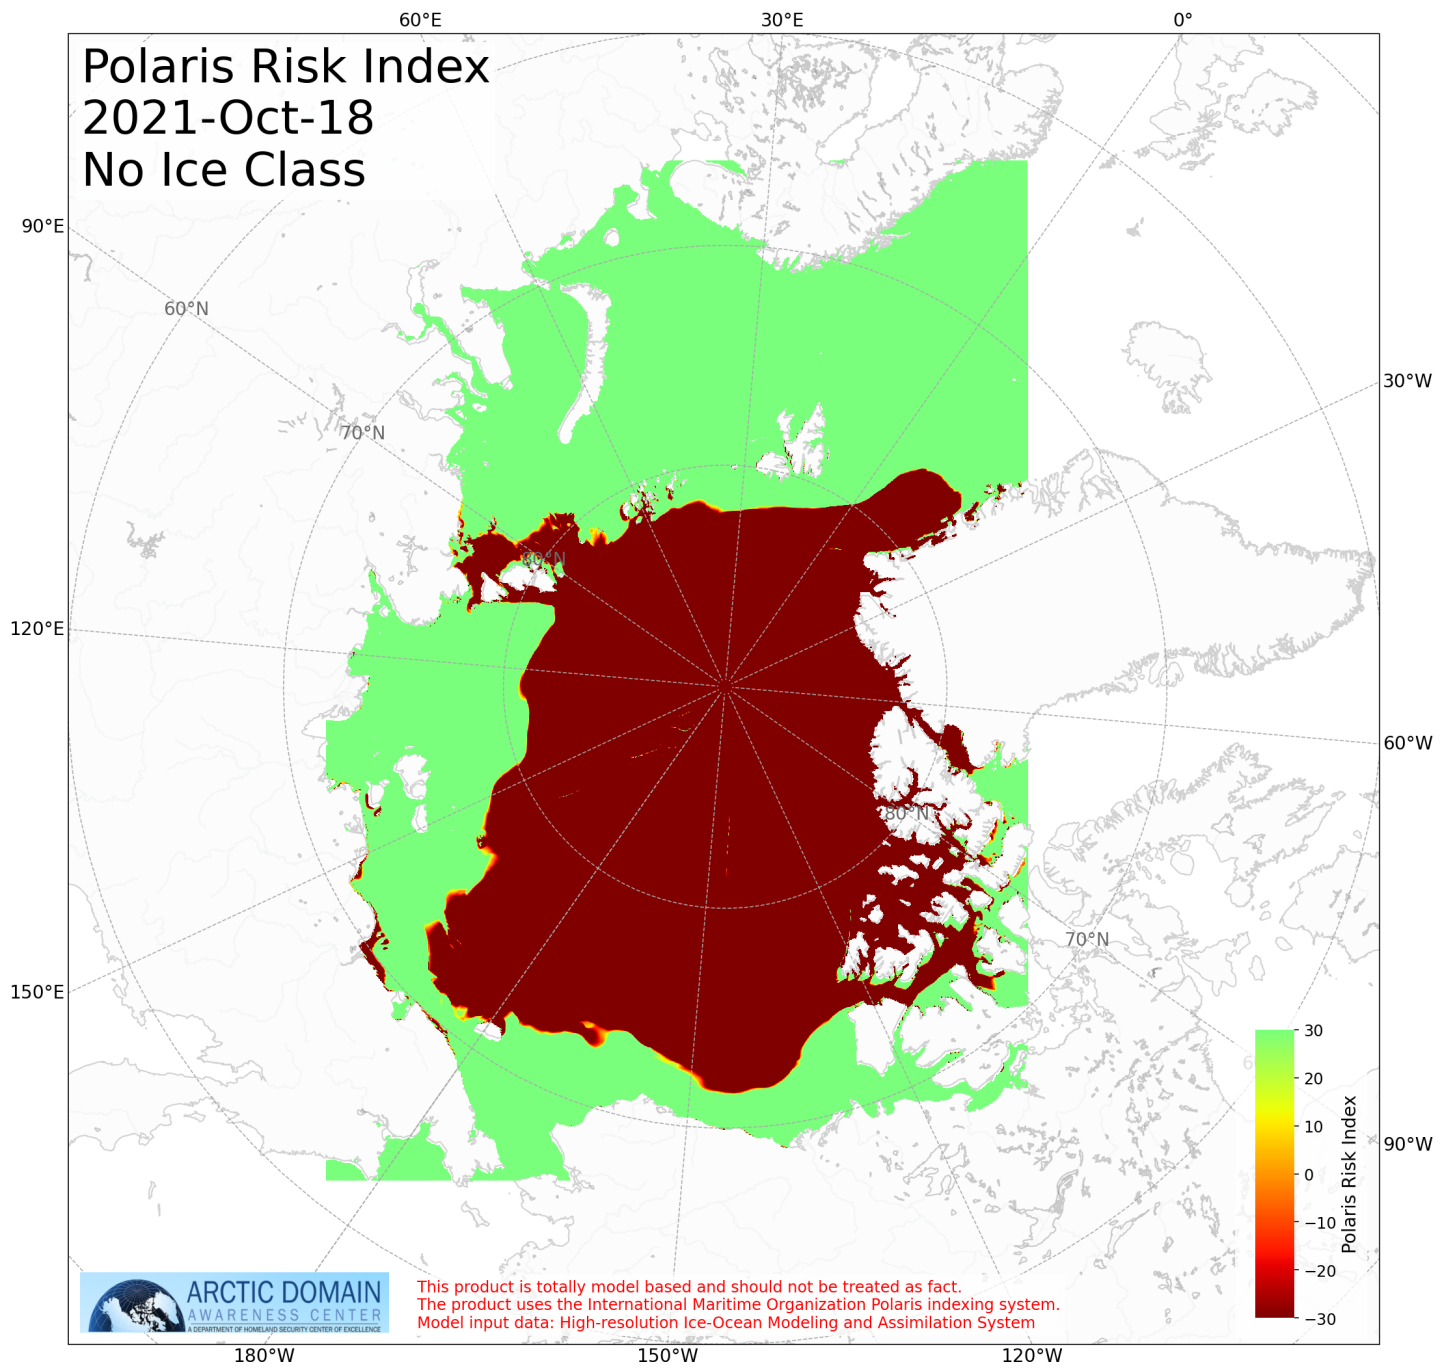 60°E
30°E
0°
Polaris Risk Index
2021-Oct-18
No Ice Class
90°E
60°N
30°W
70°N
80°N
120°E
60°W
80°N
70°N
150°E
30
20
10
0
−10
−20
−30
Polaris Risk Index
90°W
ARCTIC DOMAIN
AWARENESS CENTER
A DEPARTMENT OF HOMELAND SECURITY CENTER OF EXCELLENCE
This product is totally model based and should not be treated as fact.
The product uses the International Maritime Organization Polaris indexing system.
Model input data: High-resolution Ice-Ocean Modeling and Assimilation System
180°W
150°W
120°W